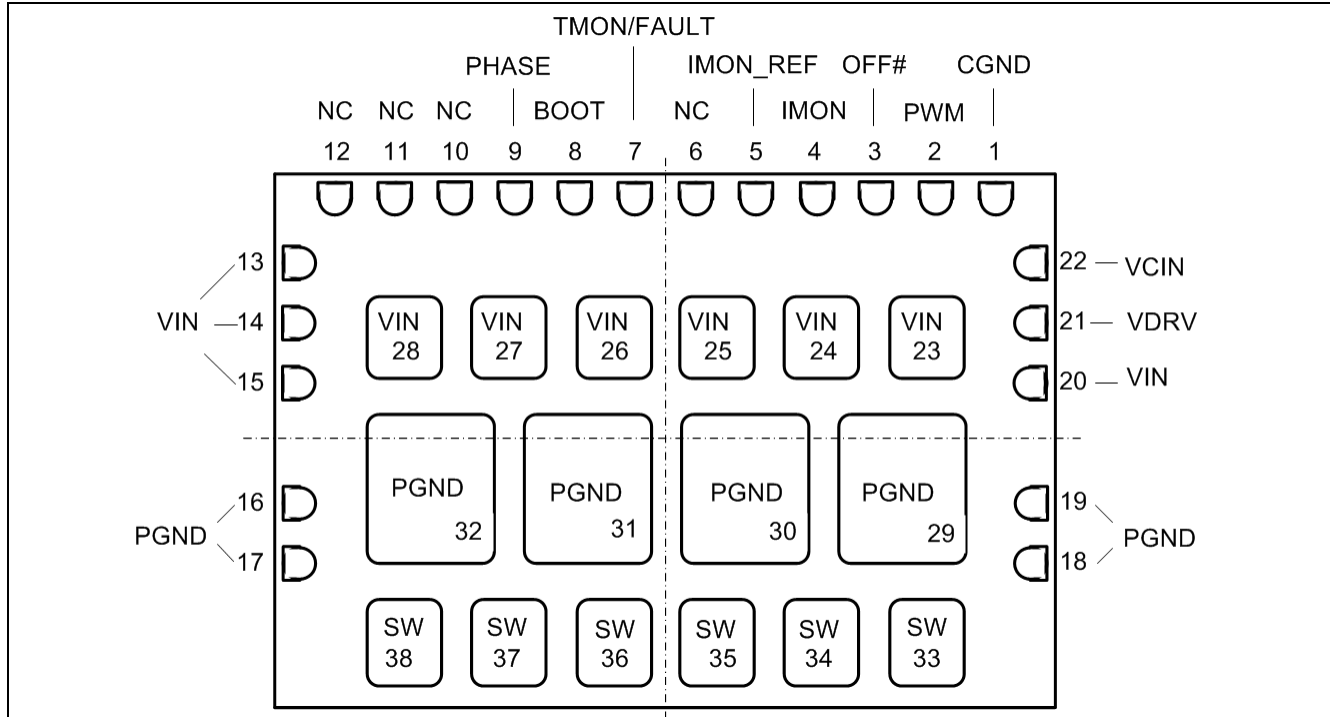 TMON/FAULT
PHASE IMON_REF OFF# CGND
NC NC NC BOOT NC IMON PWM
12 11 10 9 8 7 6 5 4 3 2 1
13 22 VCIN
VIN 14 VIN VIN VIN VIN VIN VIN 21 VDRV
28 27 26 25 24 23
15 20 VIN
PGND PGND PGND PGND
16 19
32 31 30 29
PGND PGND
17 18
SW SW SW SW SW SW
38 37 36 35 34 33